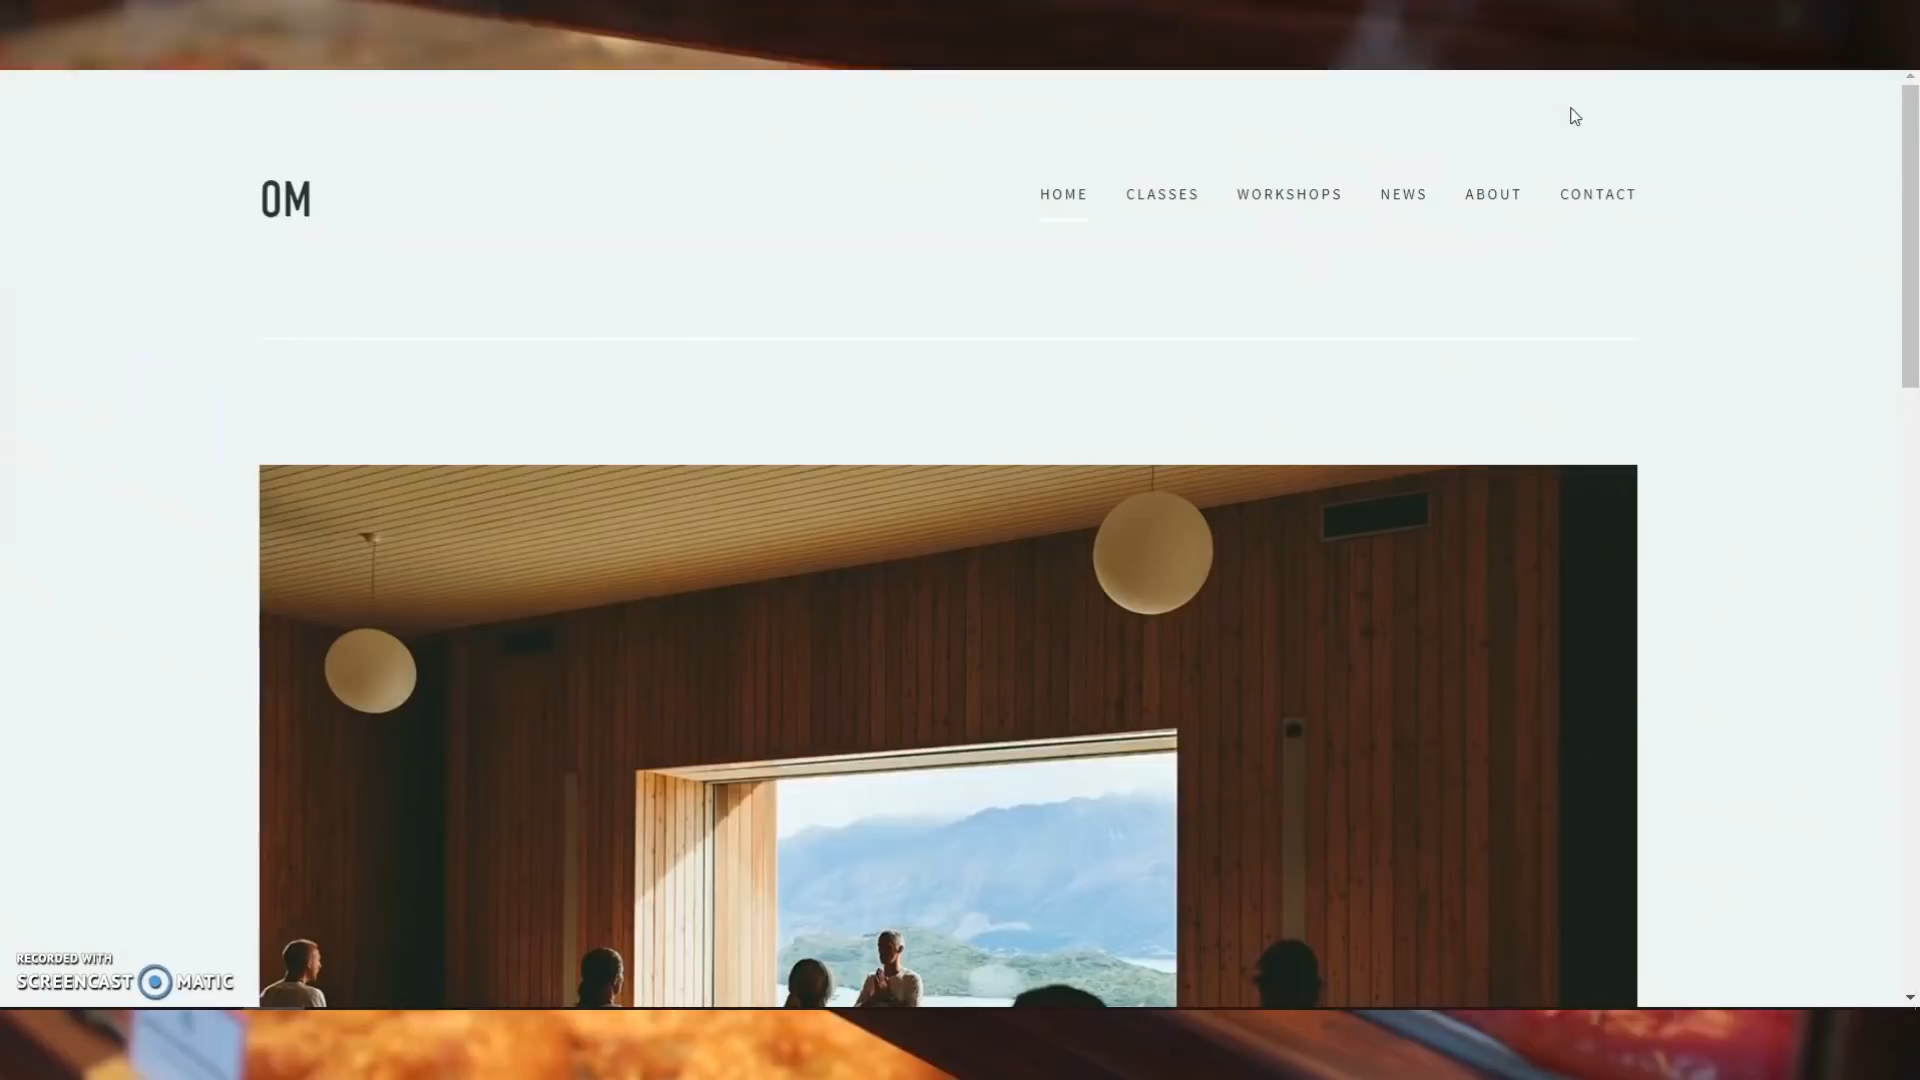 OM
HOME CLASSES WORKSHOPS NEWS ABOUT CONTACT
RECORDED WITH
SCREENCAST MATIC